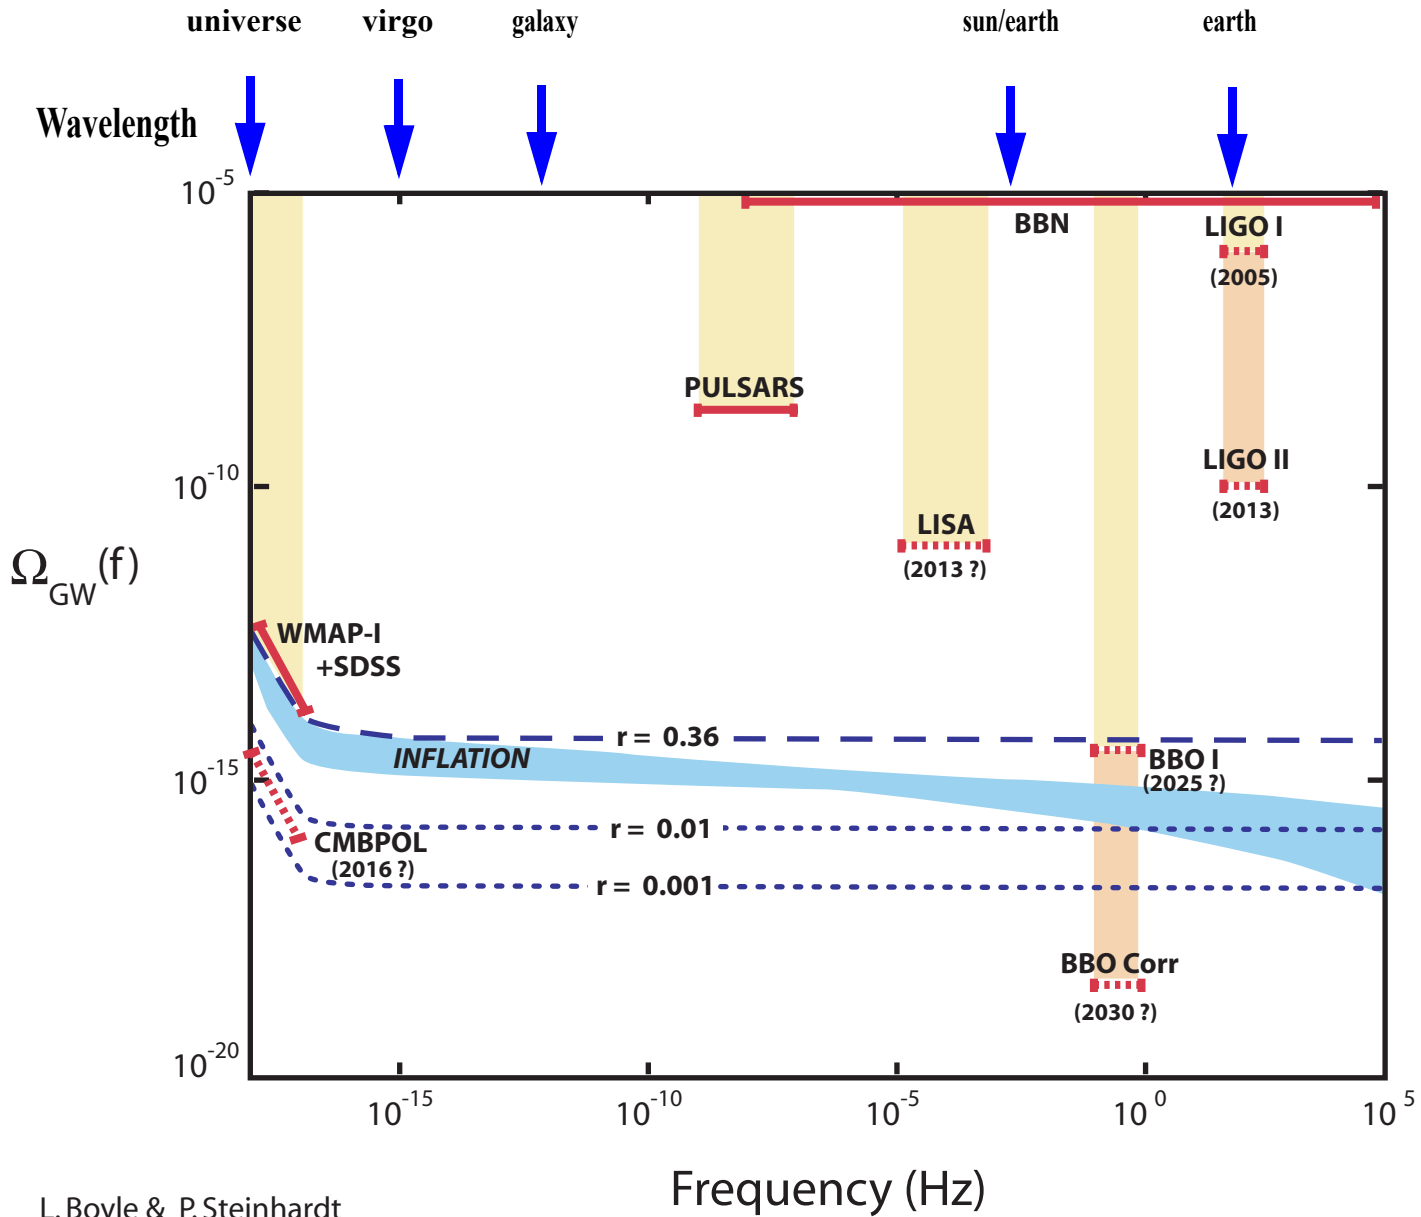 universe virgo galaxy sun/earth earth
Wavelength
10^-5
BBN
LIGO I
(2005)
PULSARS
LIGO II
10^-10
(2013)
LISA
(2013 ?)
Ω_GW(f)
WMAP-I
+SDSS
r = 0.36
INFLATION
BBO I
(2025 ?)
10^-15
r = 0.01
CMBPOL
(2016 ?)
r = 0.001
BBO Corr
(2030 ?)
10^-20
10^-15 10^-10 10^-5 10^0 10^5
Frequency (Hz)
L. Boyle & P. Steinhardt